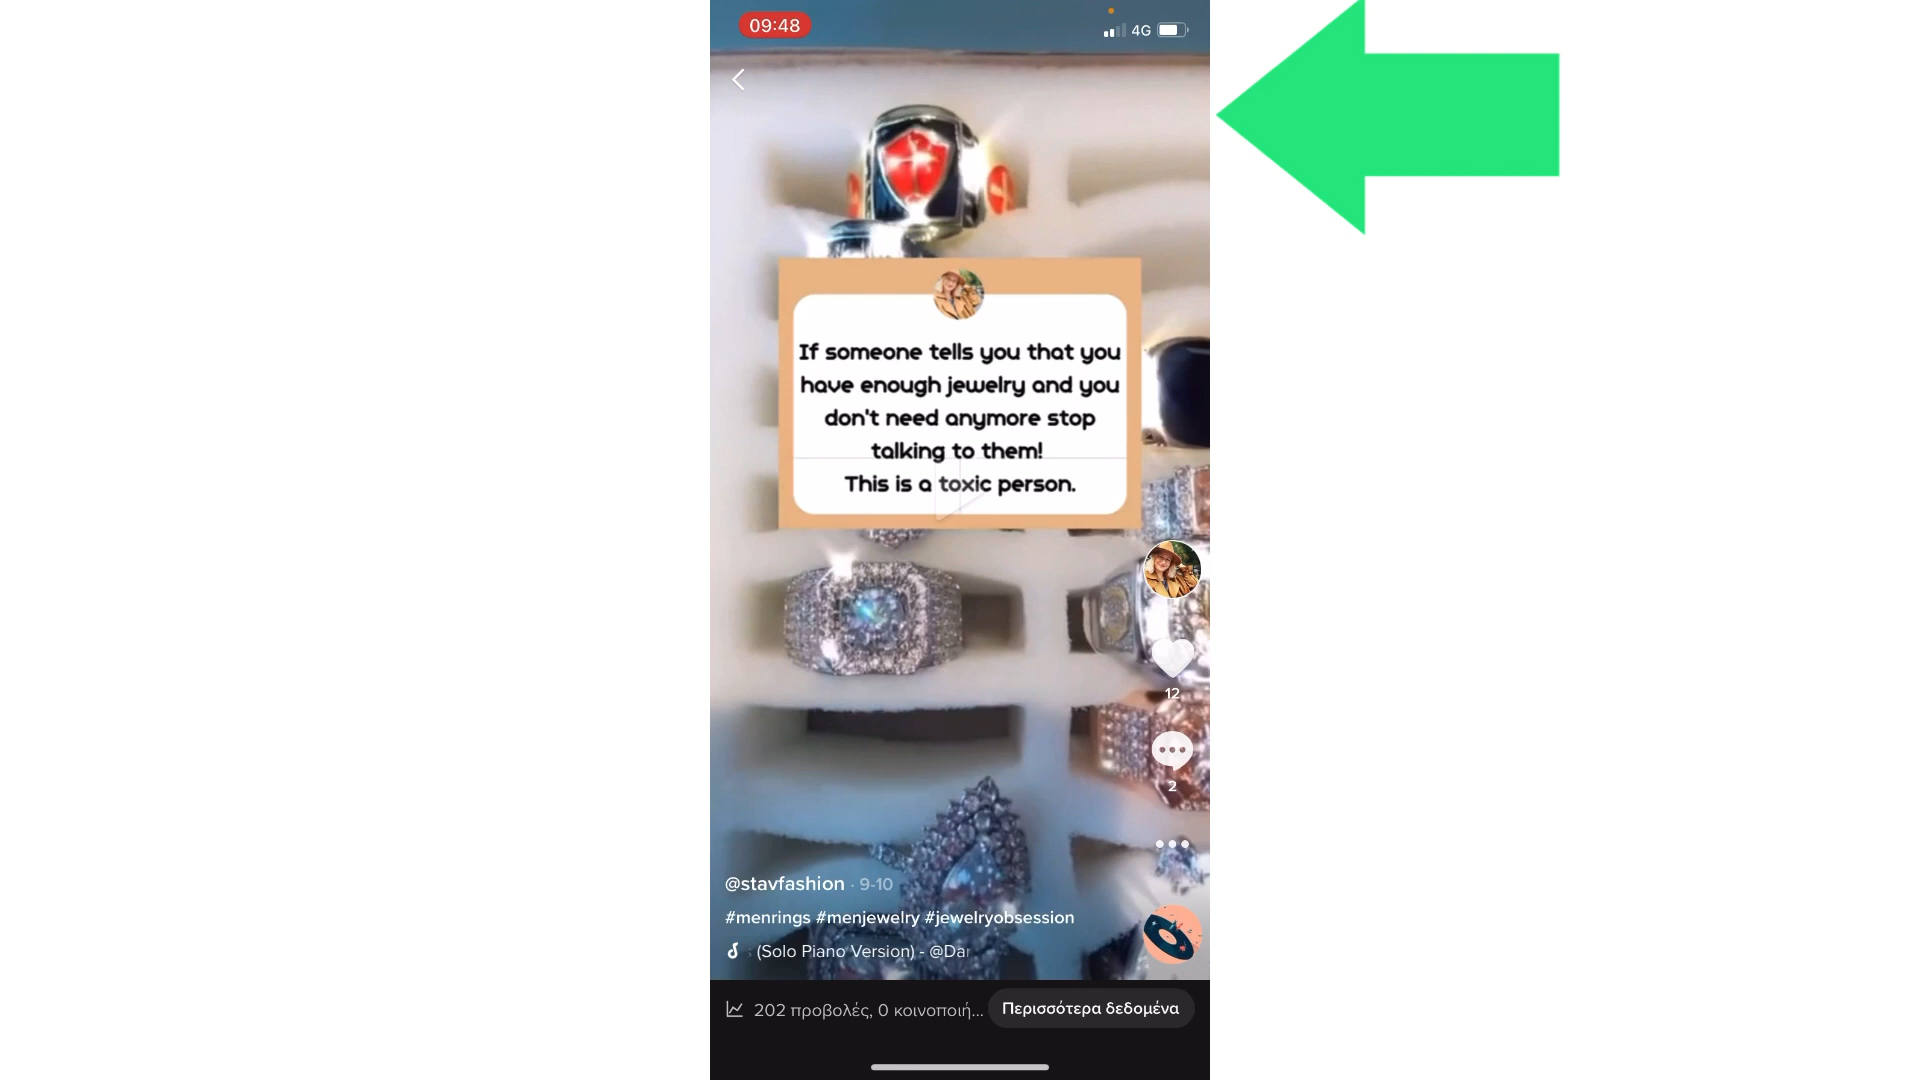 09:48
4G
If someone tells you that you
have enough jewelry and you
don't need anymore stop
talking to them!
This is a toxic person.
12
2
@stavfashion · 9-10
#menrings #menjewelry #jewelryobsession
(Solo Piano Version) - @Da
202 προβολές, 0 κοινοποιή...
Περισσότερα δεδομένα